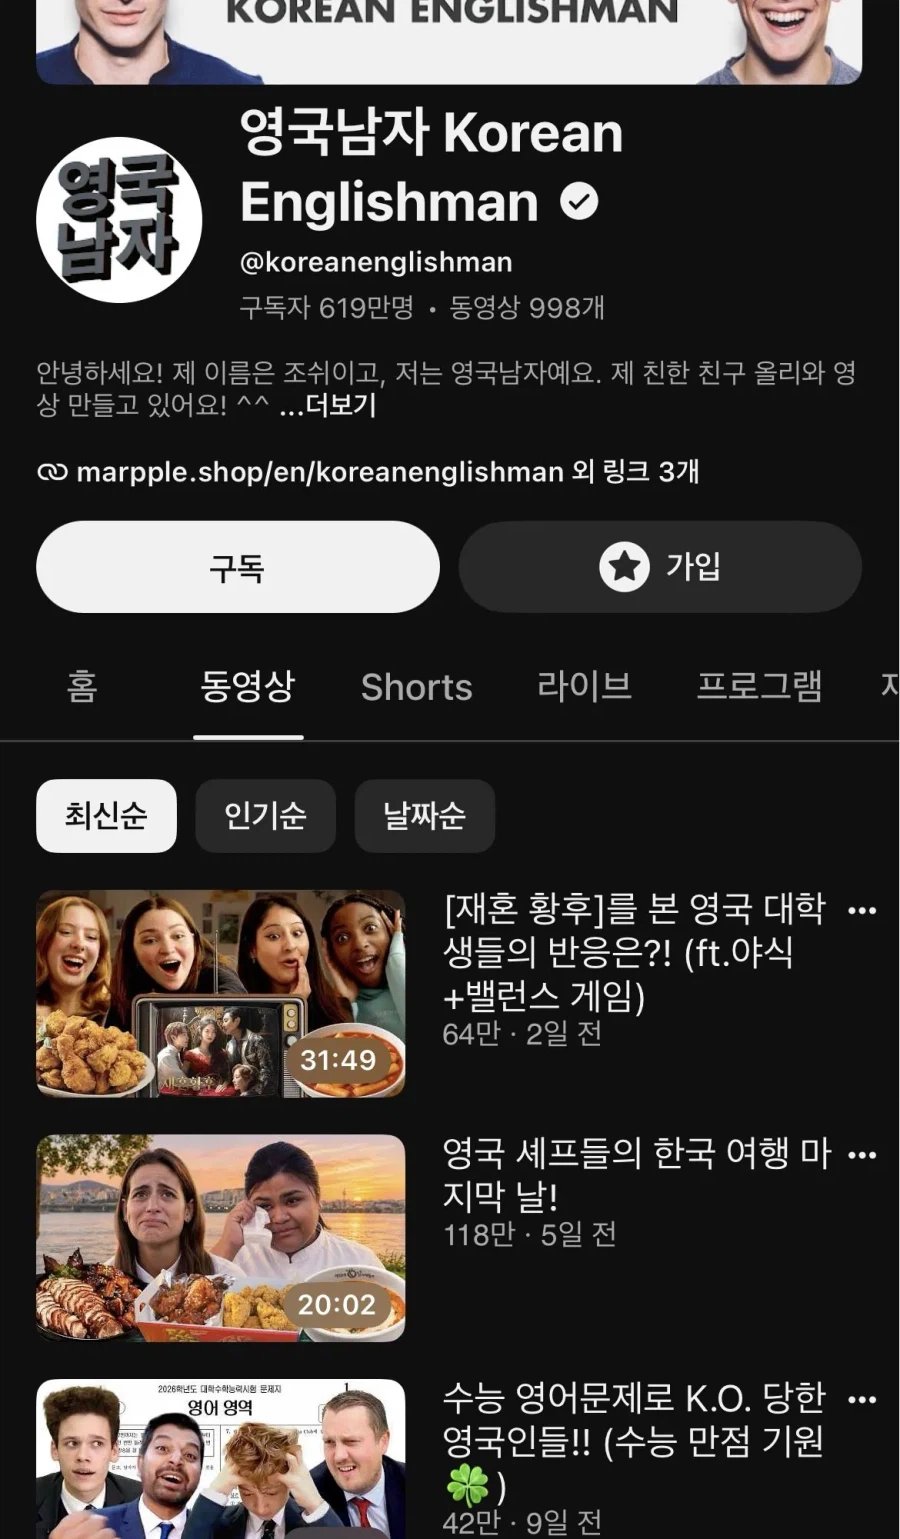 KOREAN ENGLISHMAN
영국
남자
영국남자 Korean
Englishman
@koreanenglishman
구독자 619만명 • 동영상 998개
안녕하세요! 제 이름은 조쉬이고, 저는 영국남자예요. 제 친한 친구 올리와 영
상 만들고 있어요! ^^ ...더보기
marpple.shop/en/koreanenglishman 외 링크 3개
구독
가입
홈 동영상 Shorts 라이브 프로그램
최신순 인기순 날짜순
재혼황후
31:49
[재혼 황후]를 본 영국 대학
생들의 반응은?! (ft.야식
+밸런스 게임)
64만 · 2일 전
20:02
영국 셰프들의 한국 여행 마
지막 날!
118만 · 5일 전
2026학년도 대학수학능력시험 문제지
1
영어 영역
수능 영어문제로 K.O. 당한
영국인들!! (수능 만점 기원
🍀)
42만 · 9일 전